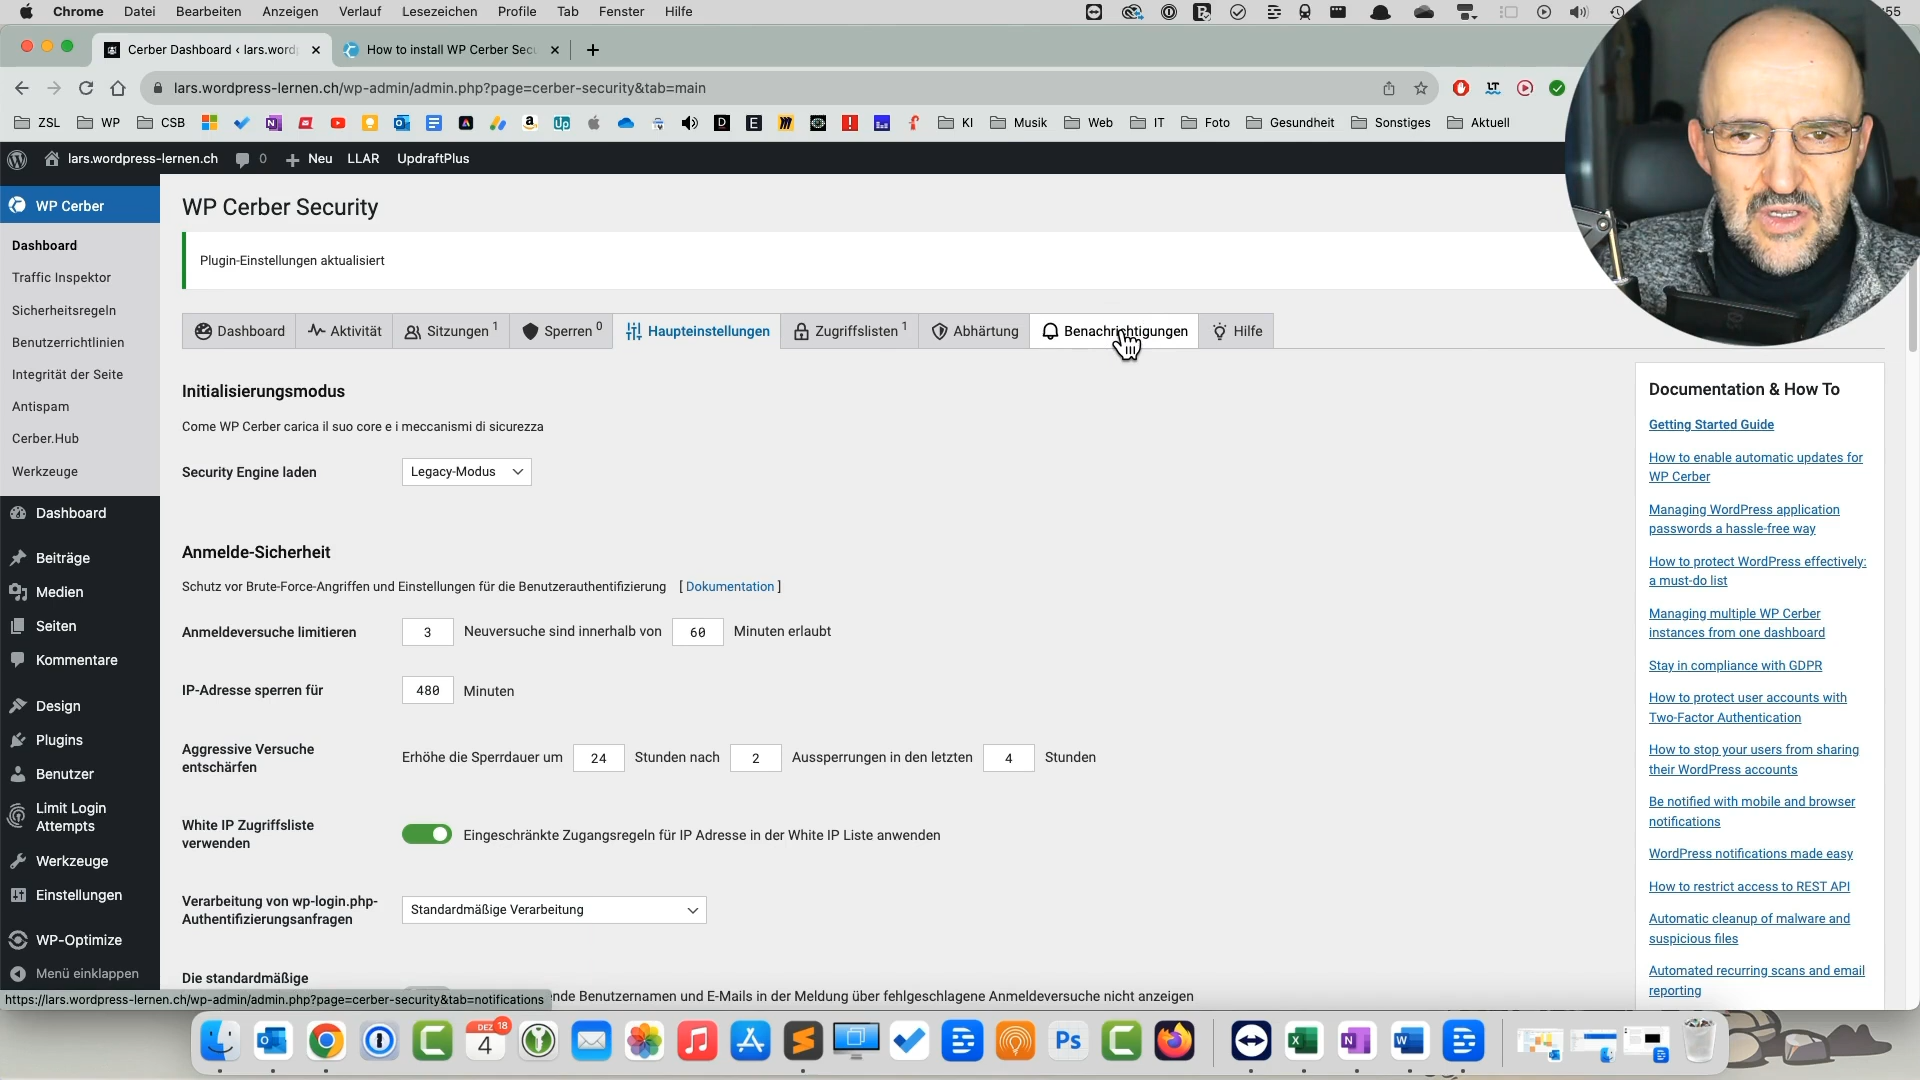 Chrome Datei Bearbeiten Anzeigen Verlauf Lesezeichen Profile Tab Fenster Hilfe
:55
Cerber Dashboard ‹ lars.word
How to install WP Cerber Sec
lars.wordpress-lernen.ch/wp-admin/admin.php?page=cerber-security&tab=main
ZSL WP CSB KI Musik Web IT Foto Gesundheit Sonstiges Aktuell
lars.wordpress-lernen.ch 0 Neu LLAR UpdraftPlus
WP Cerber
Dashboard
Traffic Inspektor
Sicherheitsregeln
Benutzerrichtlinien
Integrität der Seite
Antispam
Cerber.Hub
Werkzeuge
Dashboard
Beiträge
Medien
Seiten
Kommentare
Design
Plugins
Benutzer
Limit Login
Attempts
Werkzeuge
Einstellungen
WP-Optimize
Menü einklappen
WP Cerber Security
Plugin-Einstellungen aktualisiert
Dashboard Aktivität Sitzungen 1 Sperren 0 Haupteinstellungen Zugriffslisten 1 Abhärtung Benachrichtigungen Hilfe
Initialisierungsmodus
Come WP Cerber carica il suo core e i meccanismi di sicurezza
Security Engine laden Legacy-Modus
Anmelde-Sicherheit
Schutz vor Brute-Force-Angriffen und Einstellungen für die Benutzerauthentifizierung [ Dokumentation ]
Anmeldeversuche limitieren 3 Neuversuche sind innerhalb von 60 Minuten erlaubt
IP-Adresse sperren für 480 Minuten
Aggressive Versuche
entschärfen
Erhöhe die Sperrdauer um 24 Stunden nach 2 Aussperrungen in den letzten 4 Stunden
White IP Zugriffsliste
verwenden
Eingeschränkte Zugangsregeln für IP Adresse in der White IP Liste anwenden
Verarbeitung von wp-login.php-
Authentifizierungsanfragen
Standardmäßige Verarbeitung
Die standardmäßige
ende Benutzernamen und E-Mails in der Meldung über fehlgeschlagene Anmeldeversuche nicht anzeigen
Documentation & How To
Getting Started Guide
How to enable automatic updates for
WP Cerber
Managing WordPress application
passwords a hassle-free way
How to protect WordPress effectively:
a must-do list
Managing multiple WP Cerber
instances from one dashboard
Stay in compliance with GDPR
How to protect user accounts with
Two-Factor Authentication
How to stop your users from sharing
their WordPress accounts
Be notified with mobile and browser
notifications
WordPress notifications made easy
How to restrict access to REST API
Automatic cleanup of malware and
suspicious files
Automated recurring scans and email
reporting
https://lars.wordpress-lernen.ch/wp-admin/admin.php?page=cerber-security&tab=notifications
DEZ 18
4
Ps